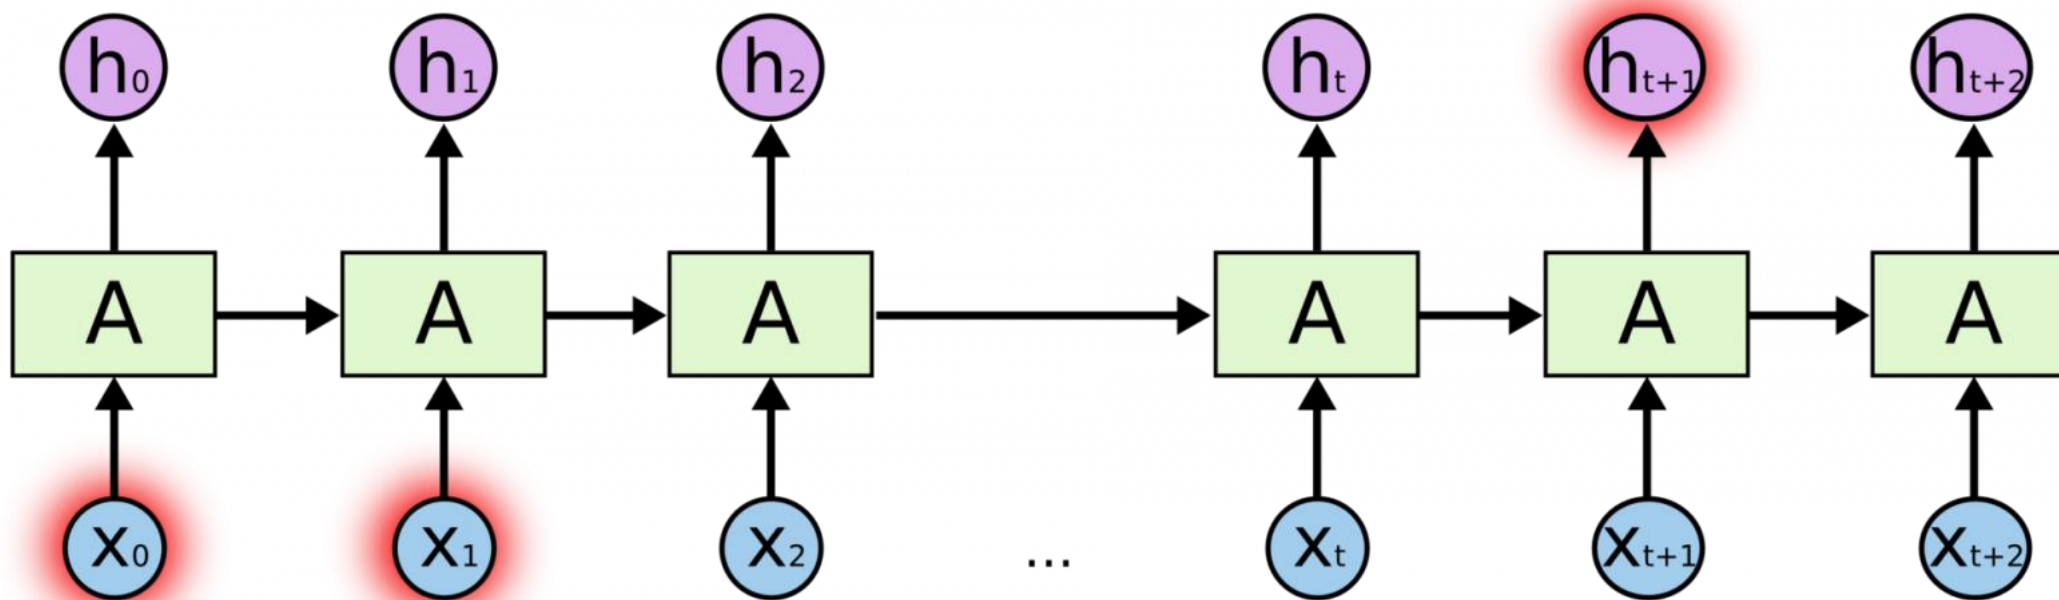 h0 h1 h2 ht ht+1 ht+2
A A A A A A
x0 x1 x2 ... xt xt+1 xt+2